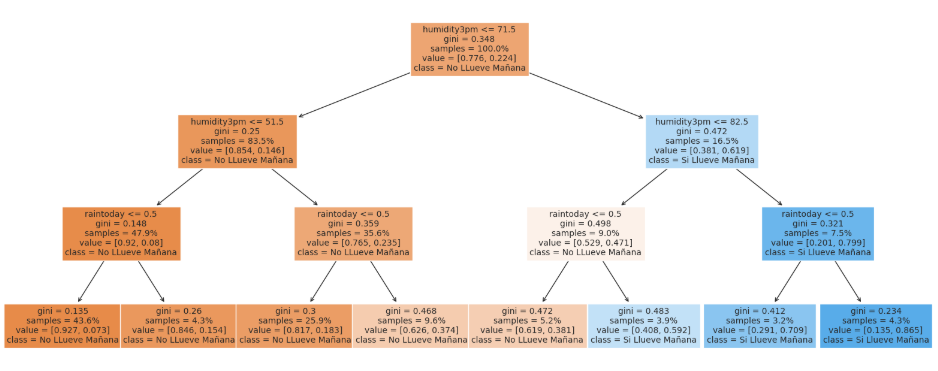 humidity3pm <= 71.5
gini = 0.348
samples = 100.0%
value = [0.776, 0.224]
class = No LLueve Mañana
humidity3pm <= 51.5
gini = 0.25
samples = 83.5%
value = [0.854, 0.146]
class = No LLueve Mañana
humidity3pm <= 82.5
gini = 0.472
samples = 16.5%
value = [0.381, 0.619]
class = Si Llueve Mañana
raintoday <= 0.5
gini = 0.148
samples = 47.9%
value = [0.92, 0.08]
class = No LLueve Mañana
raintoday <= 0.5
gini = 0.359
samples = 35.6%
value = [0.765, 0.235]
class = No LLueve Mañana
raintoday <= 0.5
gini = 0.498
samples = 9.0%
value = [0.529, 0.471]
class = No LLueve Mañana
raintoday <= 0.5
gini = 0.321
samples = 7.5%
value = [0.201, 0.799]
class = Si Llueve Mañana
gini = 0.135
samples = 43.6%
value = [0.927, 0.073]
class = No LLueve Mañana
gini = 0.26
samples = 4.3%
value = [0.846, 0.154]
class = No LLueve Mañana
gini = 0.3
samples = 25.9%
value = [0.817, 0.183]
class = No LLueve Mañana
gini = 0.468
samples = 9.6%
value = [0.626, 0.374]
class = No LLueve Mañana
gini = 0.472
samples = 5.2%
value = [0.619, 0.381]
class = No LLueve Mañana
gini = 0.483
samples = 3.9%
value = [0.408, 0.592]
class = Si Llueve Mañana
gini = 0.412
samples = 3.2%
value = [0.291, 0.709]
class = Si Llueve Mañana
gini = 0.234
samples = 4.3%
value = [0.135, 0.865]
class = Si Llueve Mañana